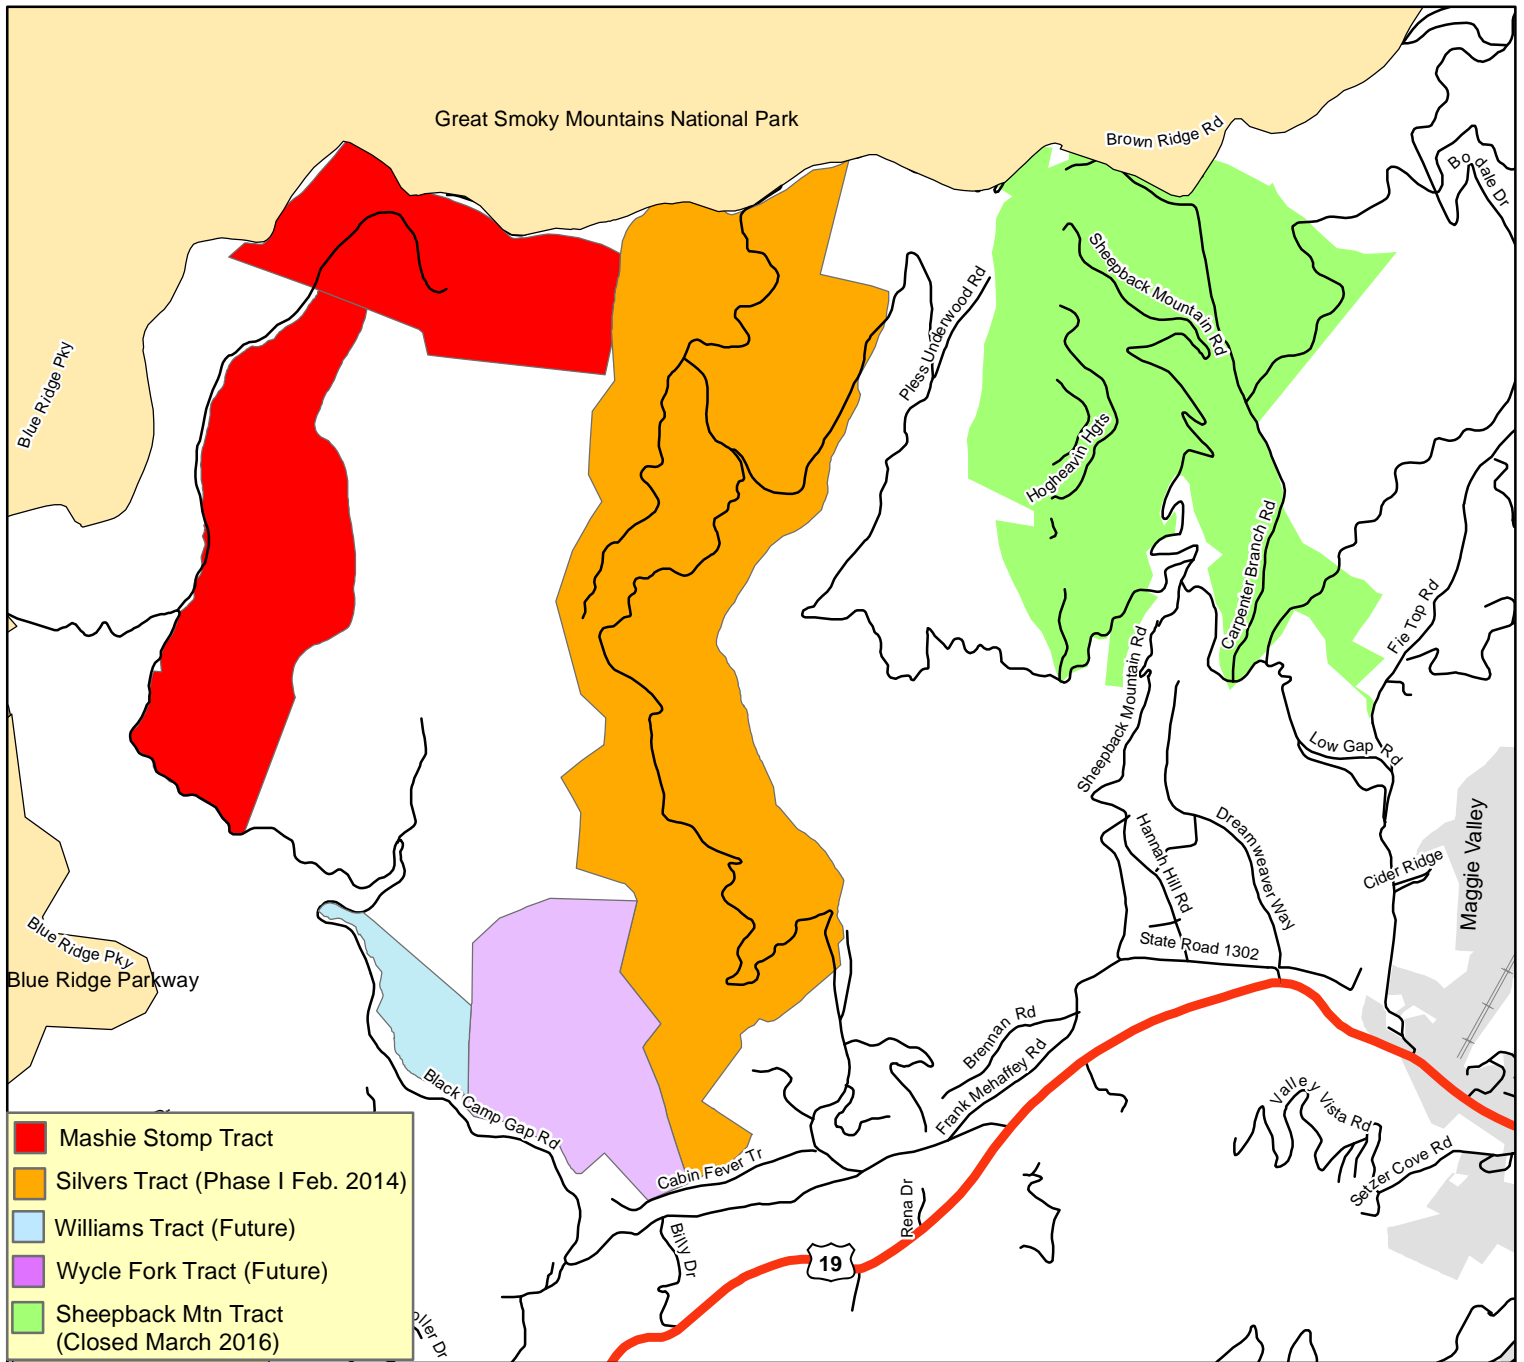 Great Smoky Mountains National Park
Brown Ridge Rd
Bodale Dr
Sheepback Mountain Rd
Pless Underwood Rd
Blue Ridge Pky
Hogheavin Hgts
Carpenter Branch Rd
Fie Top Rd
Sheepback Mountain Rd
Low Gap Rd
Hannah Hill Rd
Dreamweaver Way
Cider Ridge
Maggie Valley
State Road 1302
Blue Ridge Pky
Blue Ridge Parkway
Brennan Rd
Frank Mehaffey Rd
Black Camp Gap Rd
Valley Vista Rd
Setzer Cove Rd
Cabin Fever Tr
Rena Dr
Billy Dr
19
Mashie Stomp Tract
Silvers Tract (Phase I Feb. 2014)
Williams Tract (Future)
Wycle Fork Tract (Future)
Sheepback Mtn Tract
(Closed March 2016)
oller Dr